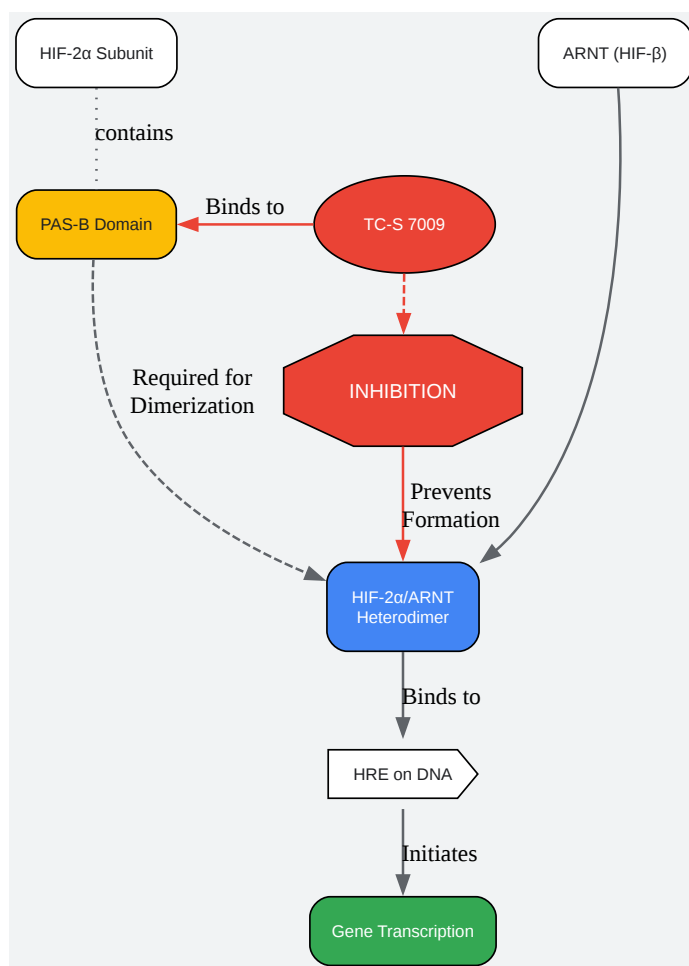 HIF-2α Subunit
ARNT (HIF-β)
contains
PAS-B Domain
Binds to
TC-S 7009
Required for
Dimerization
INHIBITION
Prevents
Formation
HIF-2α/ARNT
Heterodimer
Binds to
HRE on DNA
Initiates
Gene Transcription